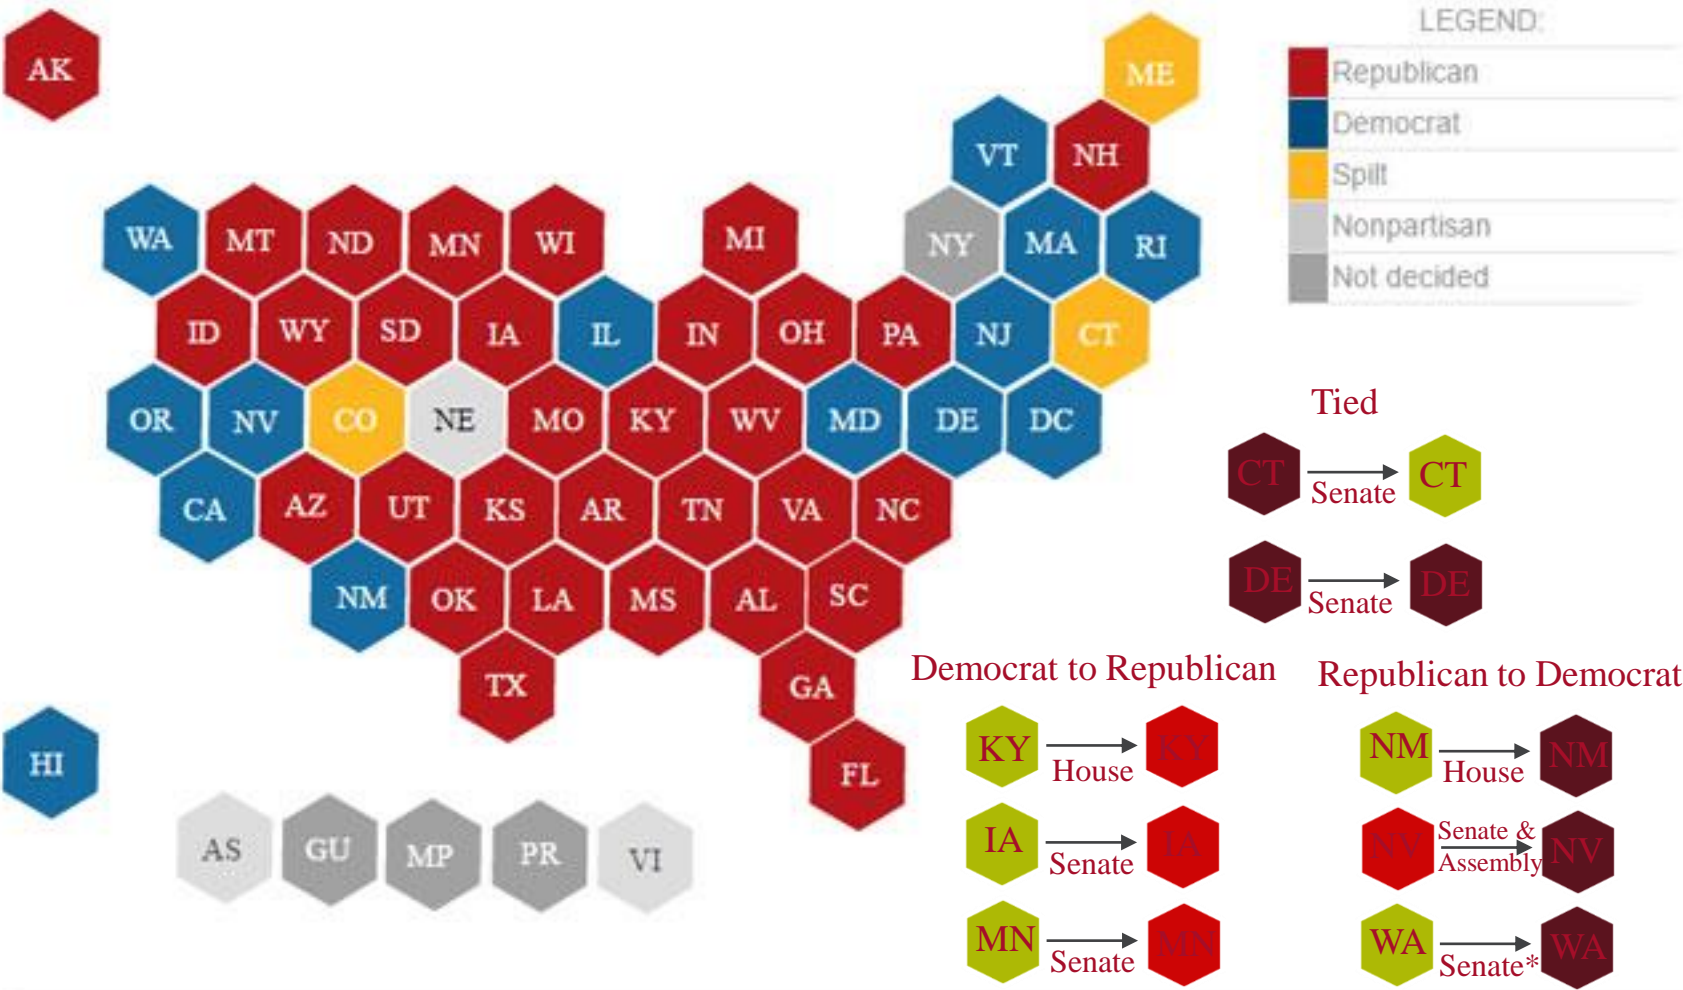 LEGEND:
Republican
Democrat
Spilt
Nonpartisan
Not decided
AK
ME
VT
NH
WA
MT
ND
MN
WI
MI
NY
MA
RI
ID
WY
SD
IA
IL
IN
OH
PA
NJ
CT
OR
NV
CO
NE
MO
KY
WV
MD
DE
DC
CA
AZ
UT
KS
AR
TN
VA
NC
NM
OK
LA
MS
AL
SC
TX
GA
HI
FL
AS
GU
MP
PR
VI
Tied
CT
Senate
CT
DE
Senate
DE
Democrat to Republican
KY
House
KY
IA
Senate
IA
MN
Senate
MN
Republican to Democrat
NM
House
NM
NV
Senate &
Assembly
NV
WA
Senate*
WA